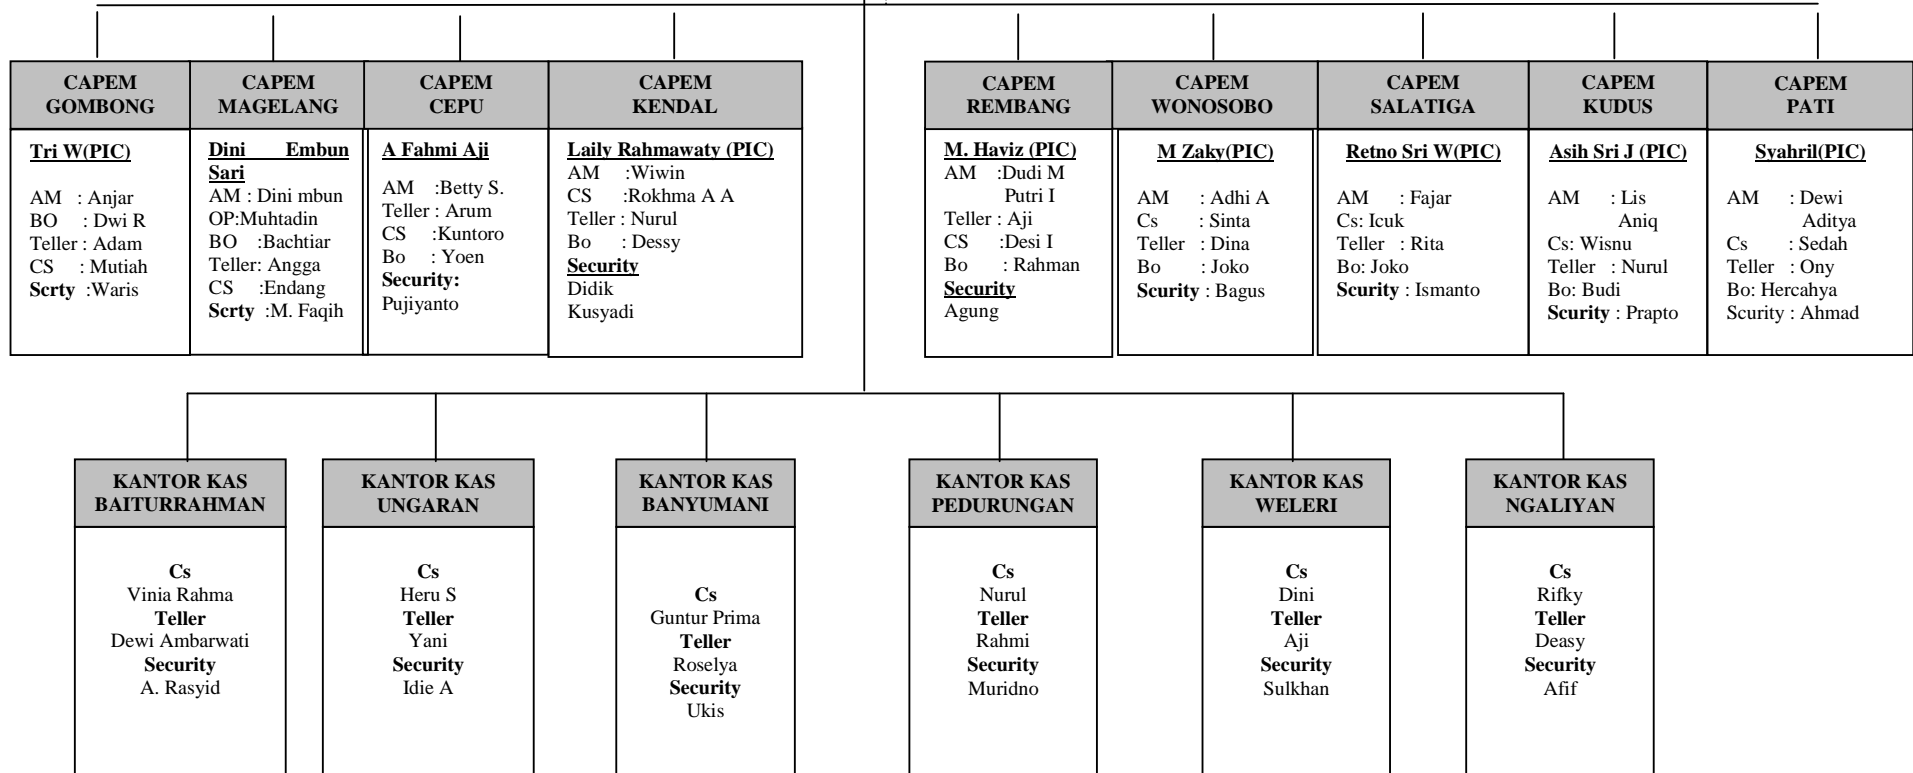 CAPEM
GOMBONG
Tri W(PIC)
AM : Anjar
BO : Dwi R
Teller : Adam
CS : Mutiah
Scrty :Waris
CAPEM
MAGELANG
Dini Embun
Sari
AM : Dini mbun
OP:Muhtadin
BO :Bachtiar
Teller: Angga
CS :Endang
Scrty :M. Faqih
CAPEM
CEPU
A Fahmi Aji
AM :Betty S.
Teller : Arum
CS :Kuntoro
Bo : Yoen
Security:
Pujiyanto
CAPEM
KENDAL
Laily Rahmawaty (PIC)
AM :Wiwin
CS :Rokhma A A
Teller : Nurul
Bo : Dessy
Security
Didik
Kusyadi
CAPEM
REMBANG
M. Haviz (PIC)
AM :Dudi M
Putri I
Teller : Aji
CS :Desi I
Bo : Rahman
Security
Agung
CAPEM
WONOSOBO
M Zaky(PIC)
AM : Adhi A
Cs : Sinta
Teller : Dina
Bo : Joko
Scurity : Bagus
CAPEM
SALATIGA
Retno Sri W(PIC)
AM : Fajar
Cs: Icuk
Teller : Rita
Bo: Joko
Scurity : Ismanto
CAPEM
KUDUS
Asih Sri J (PIC)
AM : Lis
Aniq
Cs: Wisnu
Teller : Nurul
Bo: Budi
Scurity : Prapto
CAPEM
PATI
Syahril(PIC)
AM : Dewi
Aditya
Cs : Sedah
Teller : Ony
Bo: Hercahya
Scurity : Ahmad
KANTOR KAS
BAITURRAHMAN
Cs
Vinia Rahma
Teller
Dewi Ambarwati
Security
A. Rasyid
KANTOR KAS
UNGARAN
Cs
Heru S
Teller
Yani
Security
Idie A
KANTOR KAS
BANYUMANI
Cs
Guntur Prima
Teller
Roselya
Security
Ukis
KANTOR KAS
PEDURUNGAN
Cs
Nurul
Teller
Rahmi
Security
Muridno
KANTOR KAS
WELERI
Cs
Dini
Teller
Aji
Security
Sulkhan
KANTOR KAS
NGALIYAN
Cs
Rifky
Teller
Deasy
Security
Afif